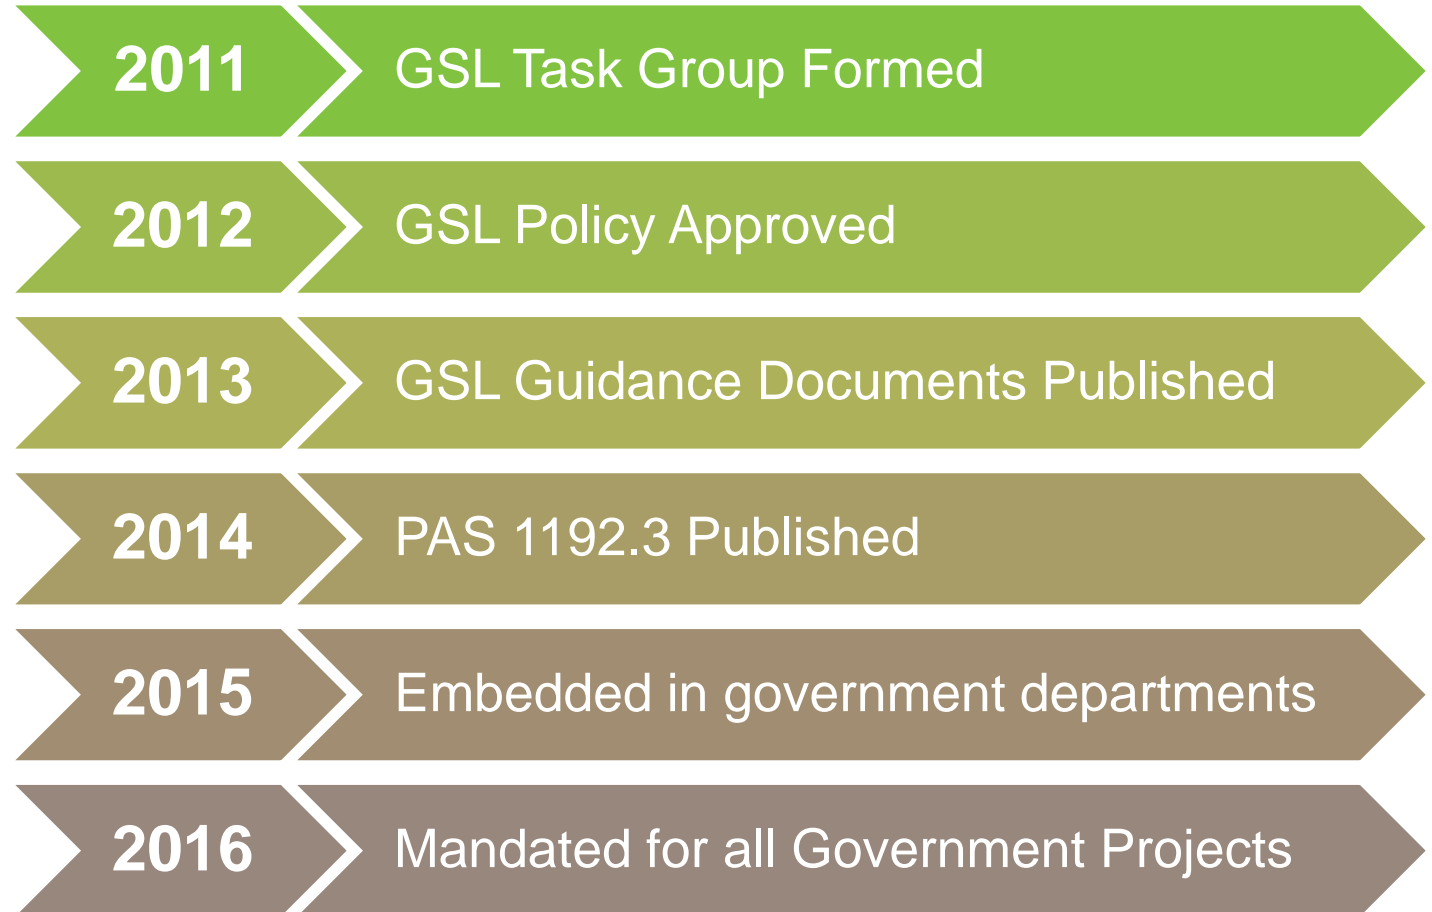 2011 GSL Task Group Formed
2012 GSL Policy Approved
2013 GSL Guidance Documents Published
2014 PAS 1192.3 Published
2015 Embedded in government departments
2016 Mandated for all Government Projects